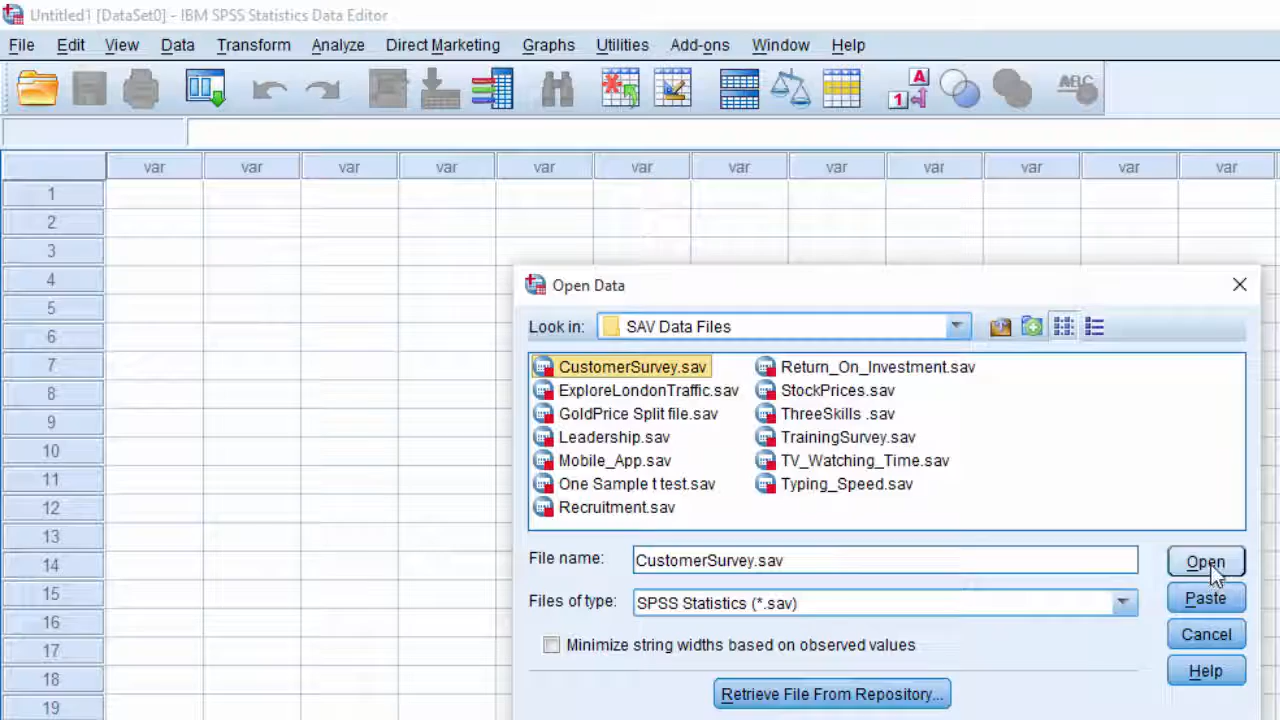 Untitled1 [DataSet0] - IBM SPSS Statistics Data Editor
File Edit View Data Transform Analyze Direct Marketing Graphs Utilities Add-ons Window Help
A
1
ABC
var var var var var var var var var var var var
1
2
3
4
5
6
7
8
9
10
11
12
13
14
15
16
17
18
19
Open Data
Look in: SAV Data Files
CustomerSurvey.sav
ExploreLondonTraffic.sav
GoldPrice Split file.sav
Leadership.sav
Mobile_App.sav
One Sample t test.sav
Recruitment.sav
Return_On_Investment.sav
StockPrices.sav
ThreeSkills .sav
TrainingSurvey.sav
TV_Watching_Time.sav
Typing_Speed.sav
File name: CustomerSurvey.sav
Open
Files of type: SPSS Statistics (*.sav)
Paste
Cancel
Minimize string widths based on observed values
Help
Retrieve File From Repository...